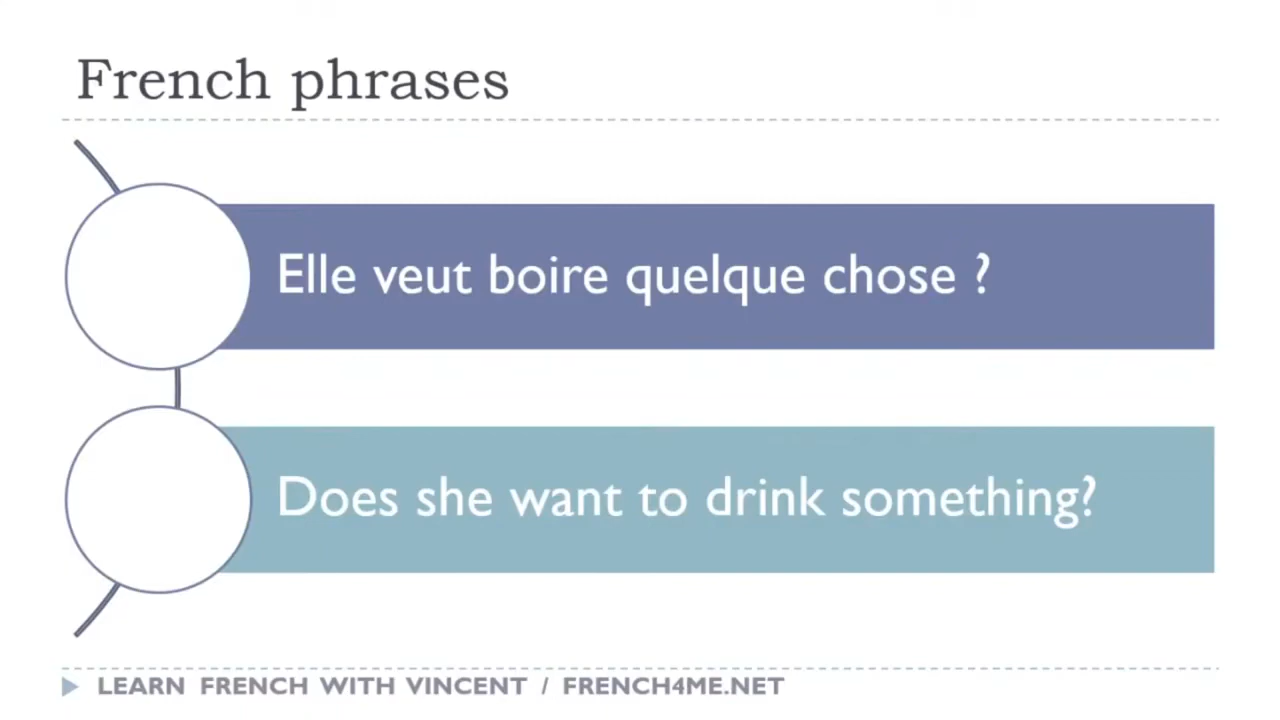 French phrases
Elle veut boire quelque chose ?
Does she want to drink something?
LEARN FRENCH WITH VINCENT / FRENCH4ME.NET